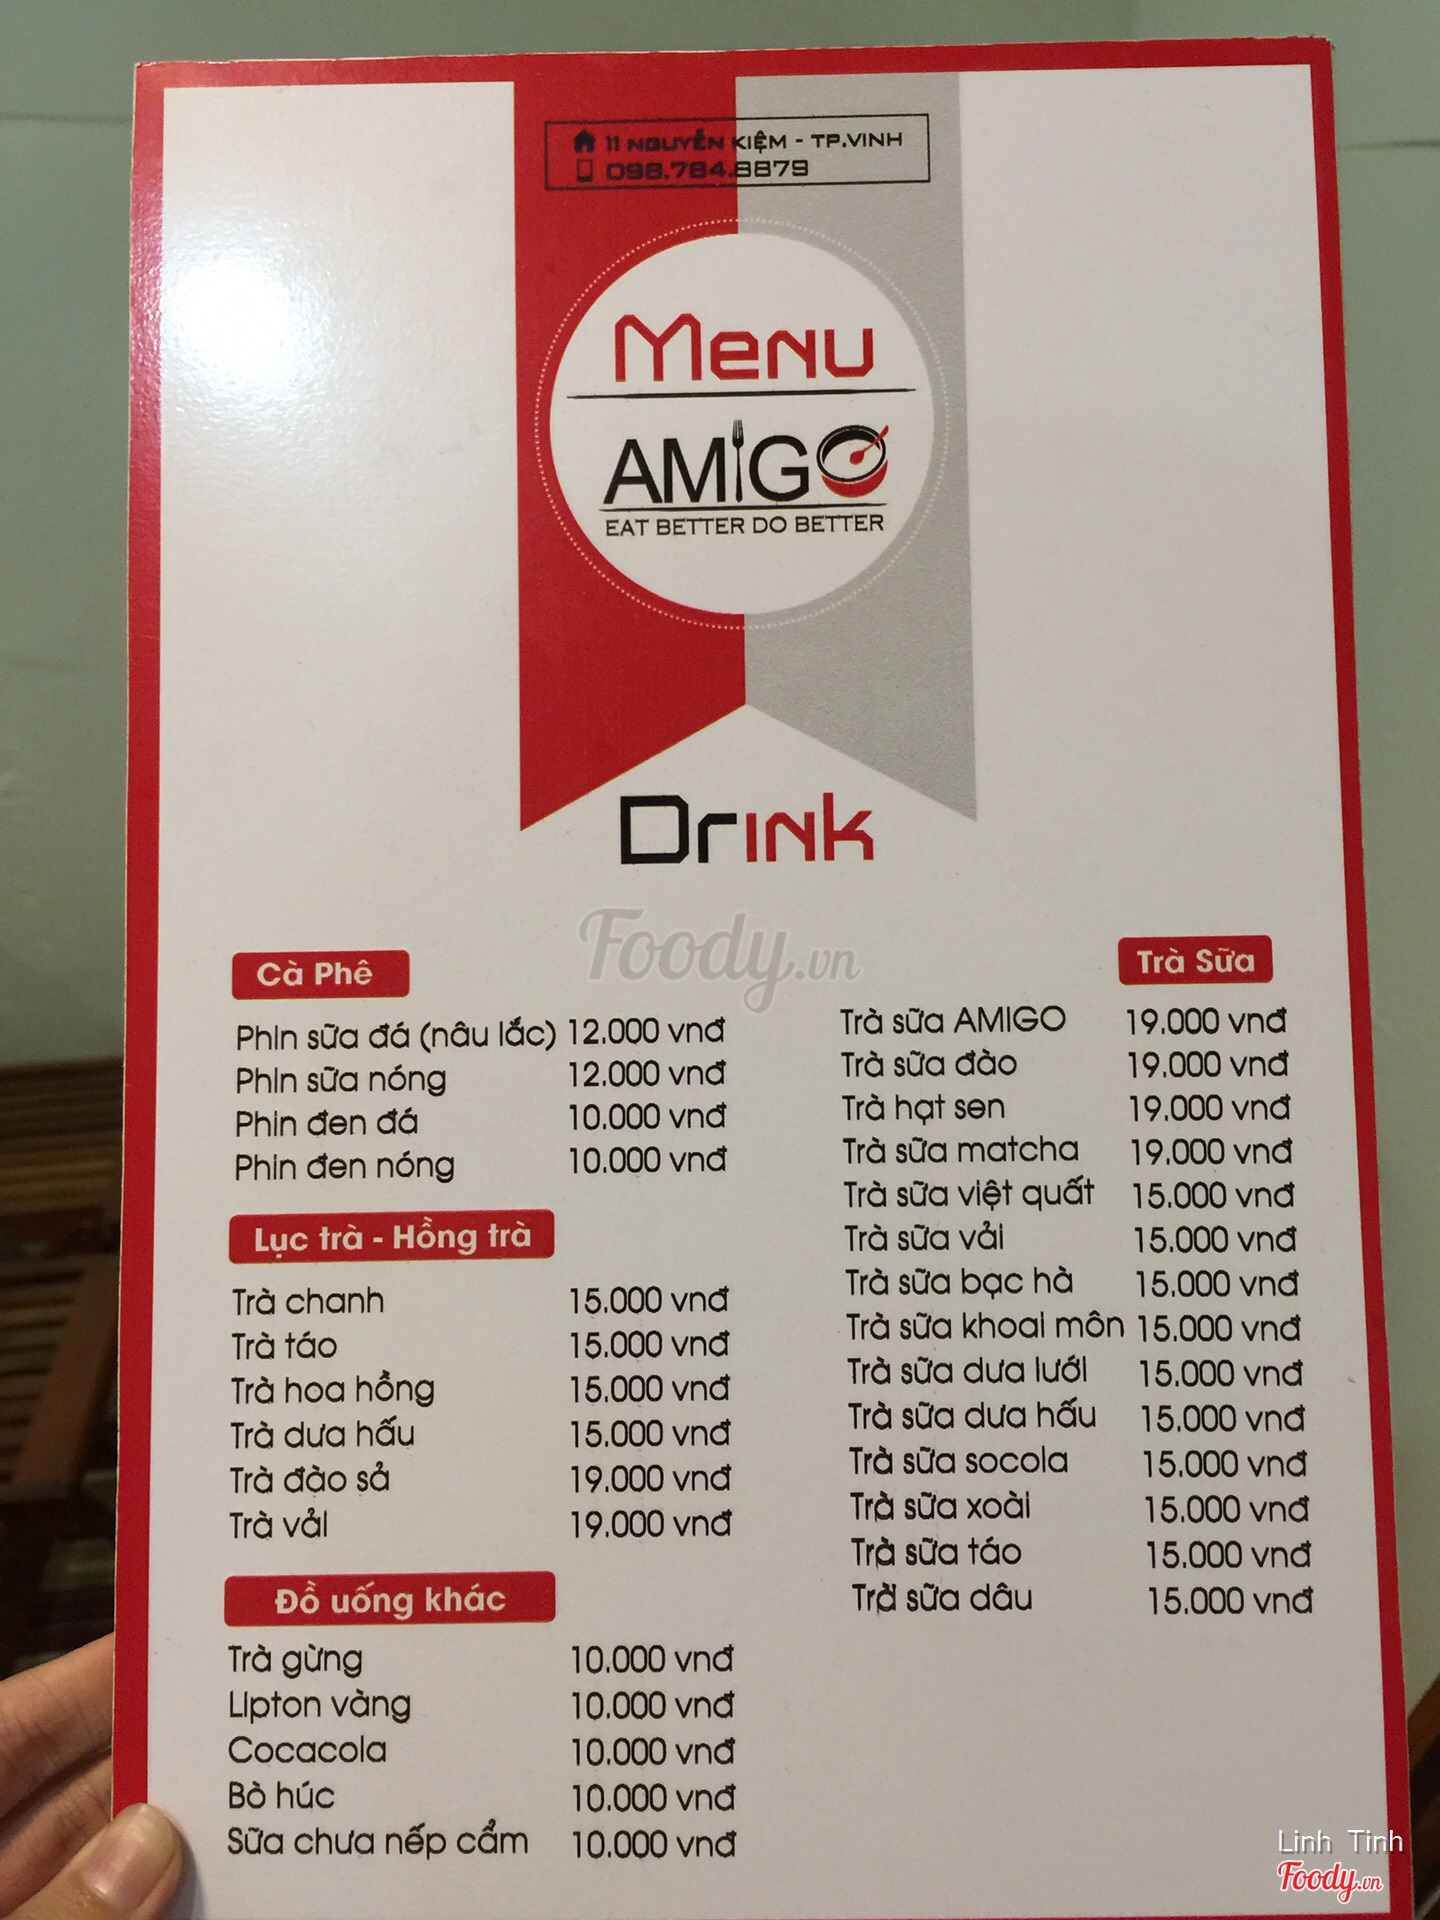 11 NGUYỄN KIỆM - TP.VINH
098.784.8879
Menu
AMIGO
EAT BETTER DO BETTER
Drink
Foody.vn
Cà Phê
Phin sữa đá (nâu lắc) 12.000 vnđ
Phin sữa nóng 12.000 vnđ
Phin đen đá 10.000 vnđ
Phin đen nóng 10.000 vnđ
Lục trà - Hồng trà
Trà chanh 15.000 vnđ
Trà táo 15.000 vnđ
Trà hoa hồng 15.000 vnđ
Trà dưa hấu 15.000 vnđ
Trà đào sả 19.000 vnđ
Trà vải 19.000 vnđ
Đồ uống khác
Trà gừng 10.000 vnđ
Lipton vàng 10.000 vnđ
Cocacola 10.000 vnđ
Bò húc 10.000 vnđ
Sữa chua nếp cẩm 10.000 vnđ
Trà Sữa
Trà sữa AMIGO 19.000 vnđ
Trà sữa đào 19.000 vnđ
Trà hạt sen 19.000 vnđ
Trà sữa matcha 19.000 vnđ
Trà sữa việt quất 15.000 vnđ
Trà sữa vải 15.000 vnđ
Trà sữa bạc hà 15.000 vnđ
Trà sữa khoai môn 15.000 vnđ
Trà sữa dưa lưới 15.000 vnđ
Trà sữa dưa hấu 15.000 vnđ
Trà sữa socola 15.000 vnđ
Trà sữa xoài 15.000 vnđ
Trà sữa táo 15.000 vnđ
Trà sữa dâu 15.000 vnđ
Linh Tinh
Foody.vn